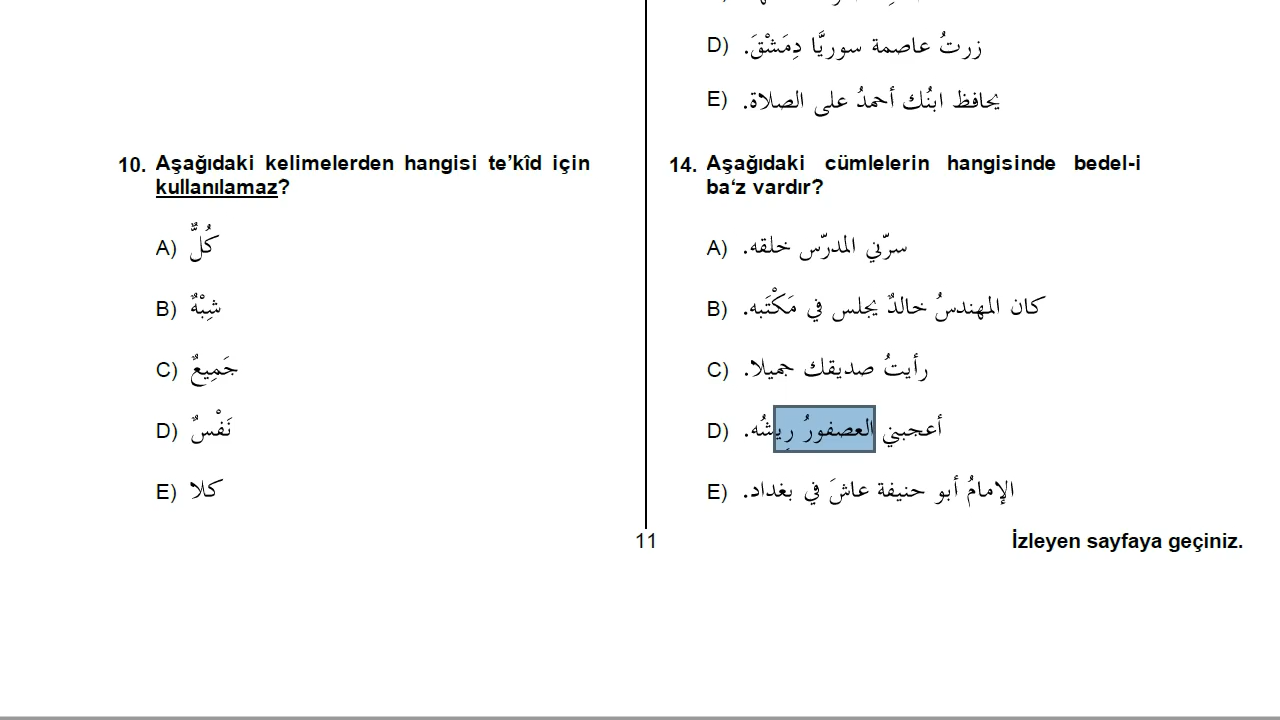 10. Aşağıdaki kelimelerden hangisi te’kîd için
kullanılamaz?
A) كُلٌّ
B) شِبْهٌ
C) جَمِيعٌ
D) نَفْسٌ
E) كلا
D) زرتُ عاصمة سوريَّا دِمَشْقَ.
E) يحافظ ابنُك أحمدُ على الصلاة.
14. Aşağıdaki cümlelerin hangisinde bedel-i
ba‘z vardır?
A) سرّني المدرّس خلقه.
B) كان المهندسُ خالدٌ يجلس في مَكْتَبه.
C) رأيتُ صديقك جميلا.
D) أعجبني العصفورُ رِيشُه.
E) الإمامُ أبو حنيفة عاشَ في بغداد.
11
İzleyen sayfaya geçiniz.